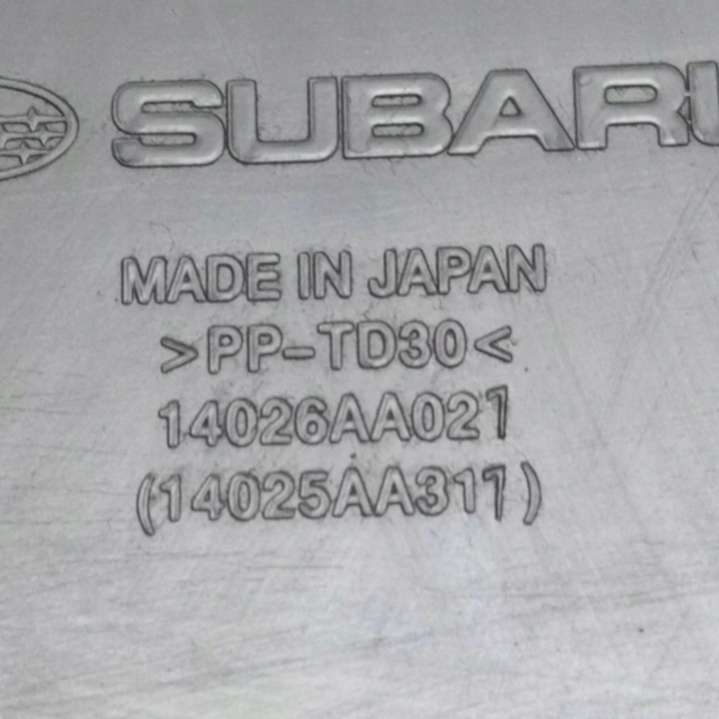 SUBARU
MADE IN JAPAN
>PP-TD30<
14026AA021
(14025AA311)